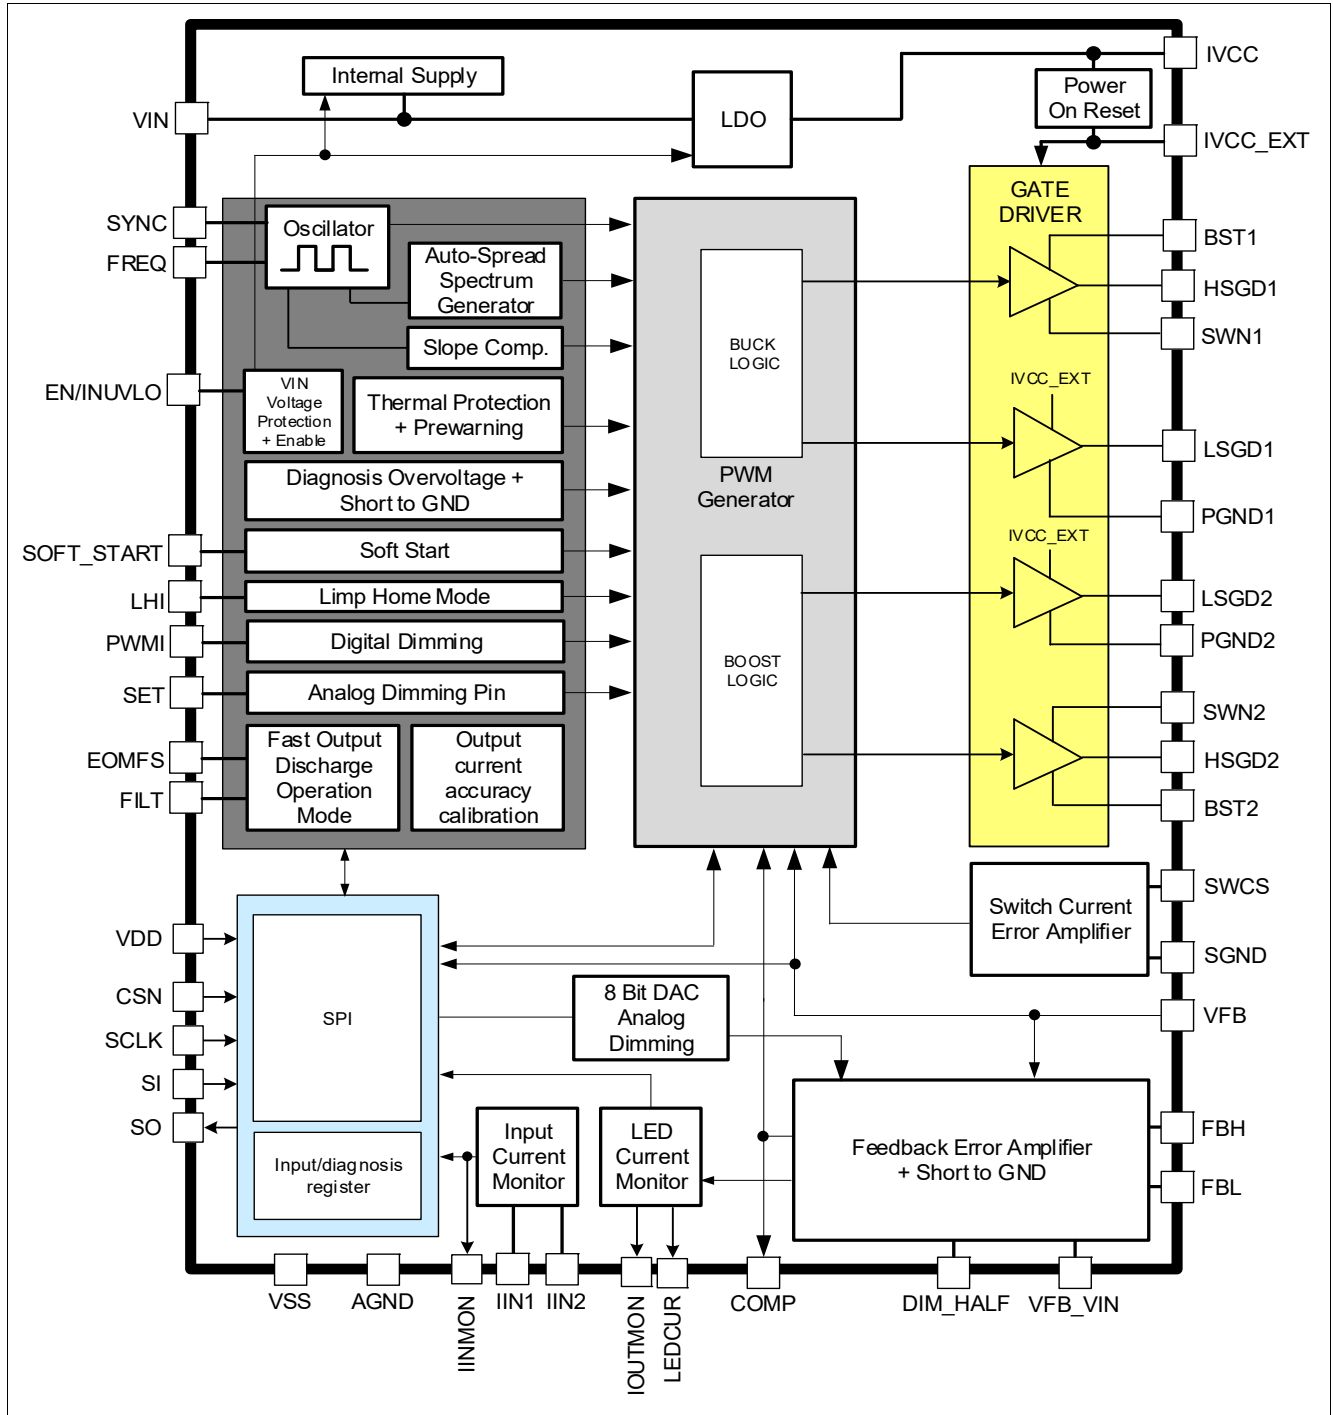 Internal Supply
IVCC
VIN
LDO
Power
On Reset
IVCC_EXT
SYNC
FREQ
Oscillator
Auto-Spread
Spectrum
Generator
Slope Comp.
EN/INUVLO
VIN
Voltage
Protection
+ Enable
Thermal Protection
+ Prewarning
Diagnosis Overvoltage +
Short to GND
SOFT_START
Soft Start
LHI
Limp Home Mode
PWMI
Digital Dimming
SET
Analog Dimming Pin
EOMFS
FILT
Fast Output
Discharge
Operation
Mode
Output
current
accuracy
calibration
BUCK
LOGIC
PWM
Generator
BOOST
LOGIC
GATE
DRIVER
IVCC_EXT
IVCC_EXT
BST1
HSGD1
SWN1
LSGD1
PGND1
LSGD2
PGND2
SWN2
HSGD2
BST2
Switch Current
Error Amplifier
SWCS
SGND
VFB
VDD
CSN
SCLK
SI
SO
SPI
Input/diagnosis
register
8 Bit DAC
Analog
Dimming
Input
Current
Monitor
LED
Current
Monitor
Feedback Error Amplifier
+ Short to GND
FBH
FBL
VSS
AGND
IINMON
IIN1
IIN2
IOUTMON
LEDCUR
COMP
DIM_HALF
VFB_VIN